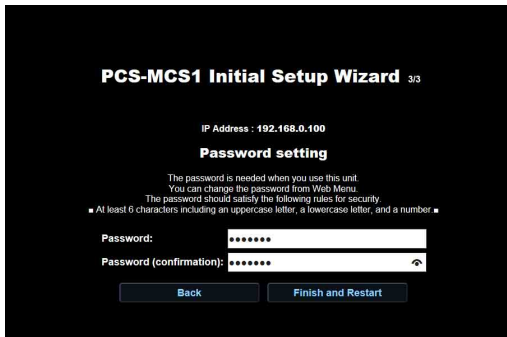 PCS-MCS1 Initial Setup Wizard 3/3
IP Address : 192.168.0.100
Password setting
The password is needed when you use this unit.
You can change the password from Web Menu.
The password should satisfy the following rules for security.
■ At least 6 characters including an uppercase letter, a lowercase letter, and a number.■
Password: ●●●●●●●
Password (confirmation): ●●●●●●●
Back Finish and Restart